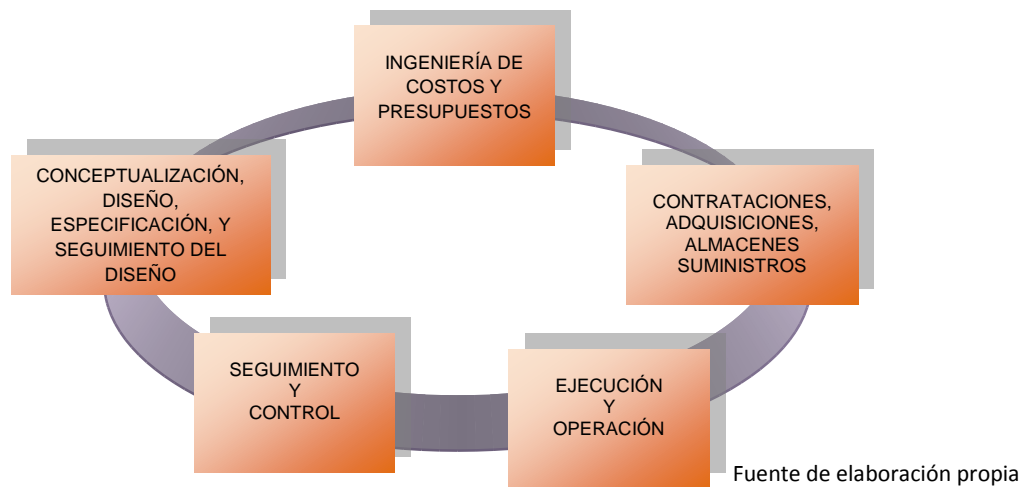 INGENIERÍA DE
COSTOS Y
PRESUPUESTOS
CONCEPTUALIZACIÓN,
DISEÑO,
ESPECIFICACIÓN, Y
SEGUIMIENTO DEL
DISEÑO
CONTRATACIONES,
ADQUISICIONES,
ALMACENES
SUMINISTROS
SEGUIMIENTO
Y
CONTROL
EJECUCIÓN
Y
OPERACIÓN
Fuente de elaboración propia